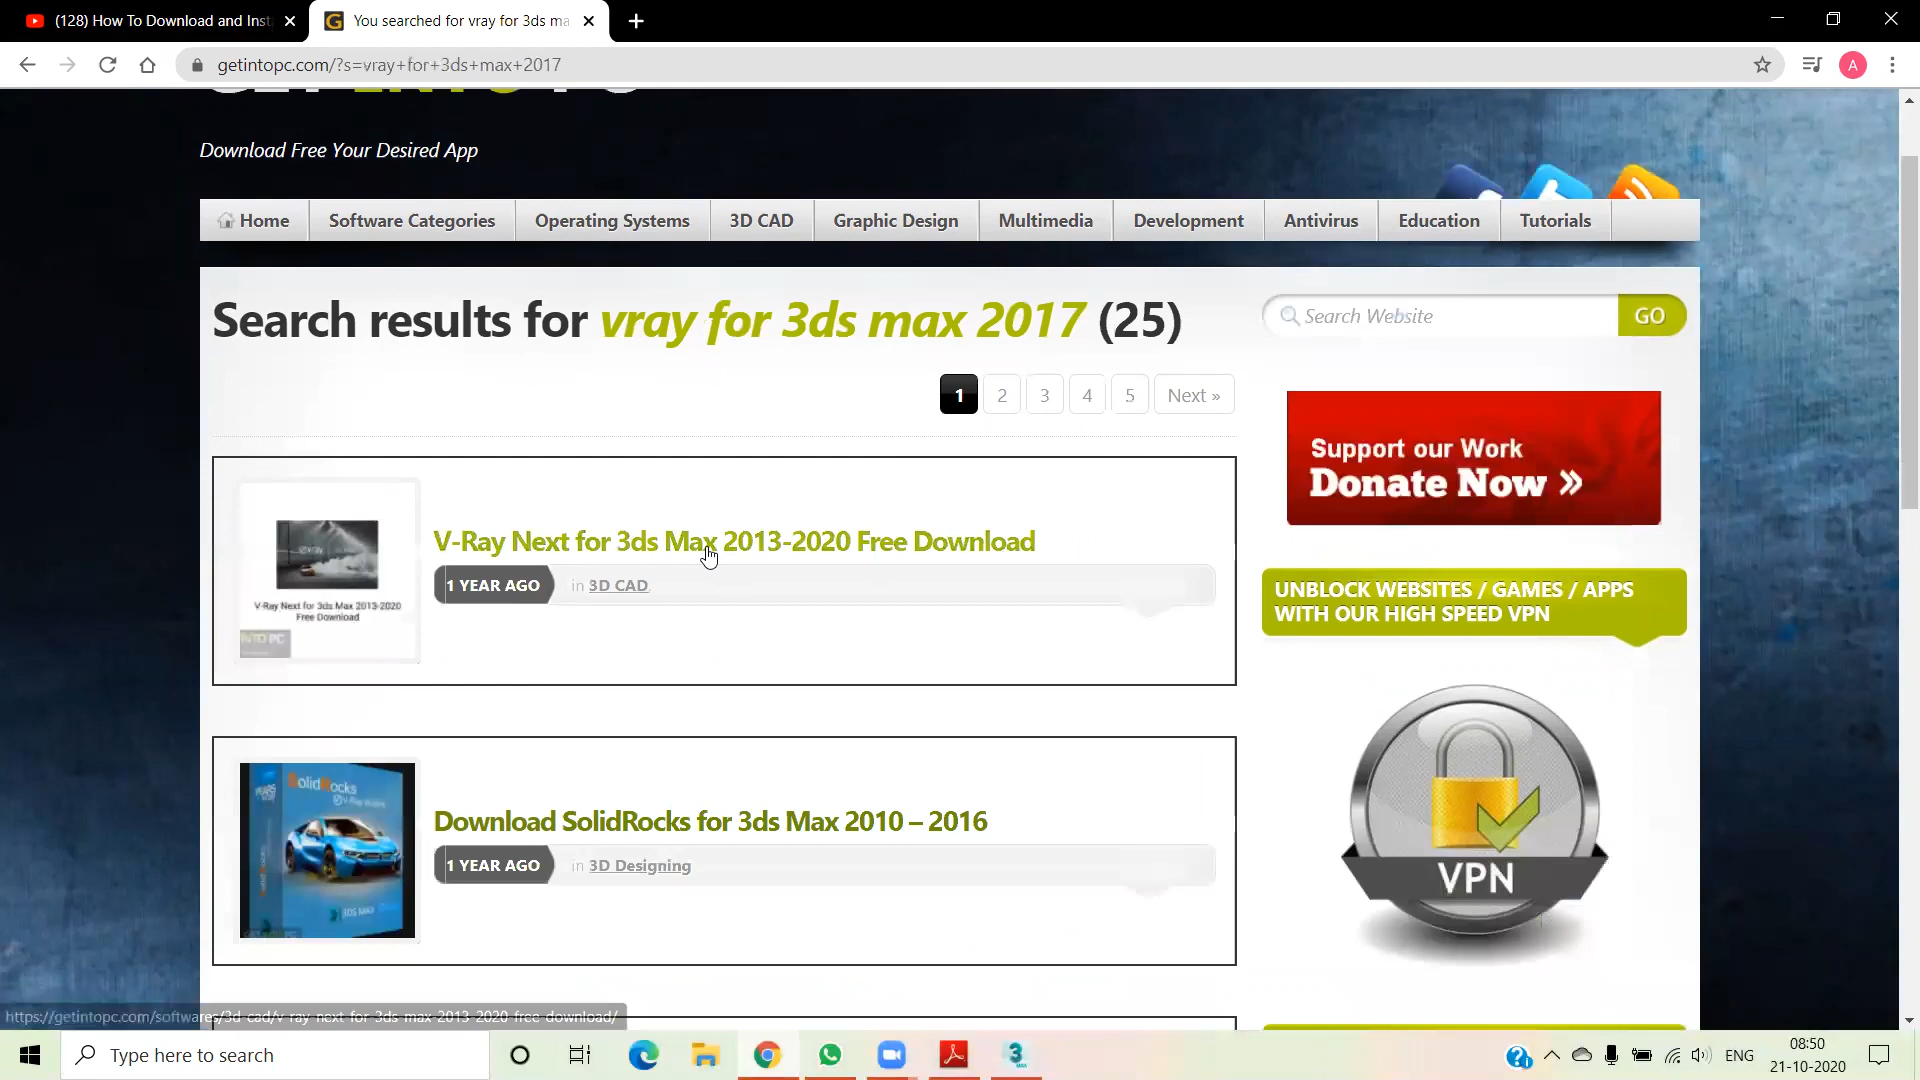 (128) How To Download and Inst
You searched for vray for 3ds ma
getintopc.com/?s=vray+for+3ds+max+2017
A
GET INTO PC
Download Free Your Desired App
Home
Software Categories
Operating Systems
3D CAD
Graphic Design
Multimedia
Development
Antivirus
Education
Tutorials
Search results for vray for 3ds max 2017 (25)
Search Website
GO
1 2 3 4 5 Next »
Support our Work
Donate Now »
V-Ray Next for 3ds Max 2013-2020 Free Download
1 YEAR AGO in 3D CAD
V-Ray Next for 3ds Max 2013-2020
Free Download
INTO PC
UNBLOCK WEBSITES / GAMES / APPS
WITH OUR HIGH SPEED VPN
VPN
Download SolidRocks for 3ds Max 2010 – 2016
1 YEAR AGO in 3D Designing
SolidRocks
3DS MAX
https://getintopc.com/softwares/3d-cad/v-ray-next-for-3ds-max-2013-2020-free-download/
Type here to search
3
MAX
ENG
08:50
21-10-2020